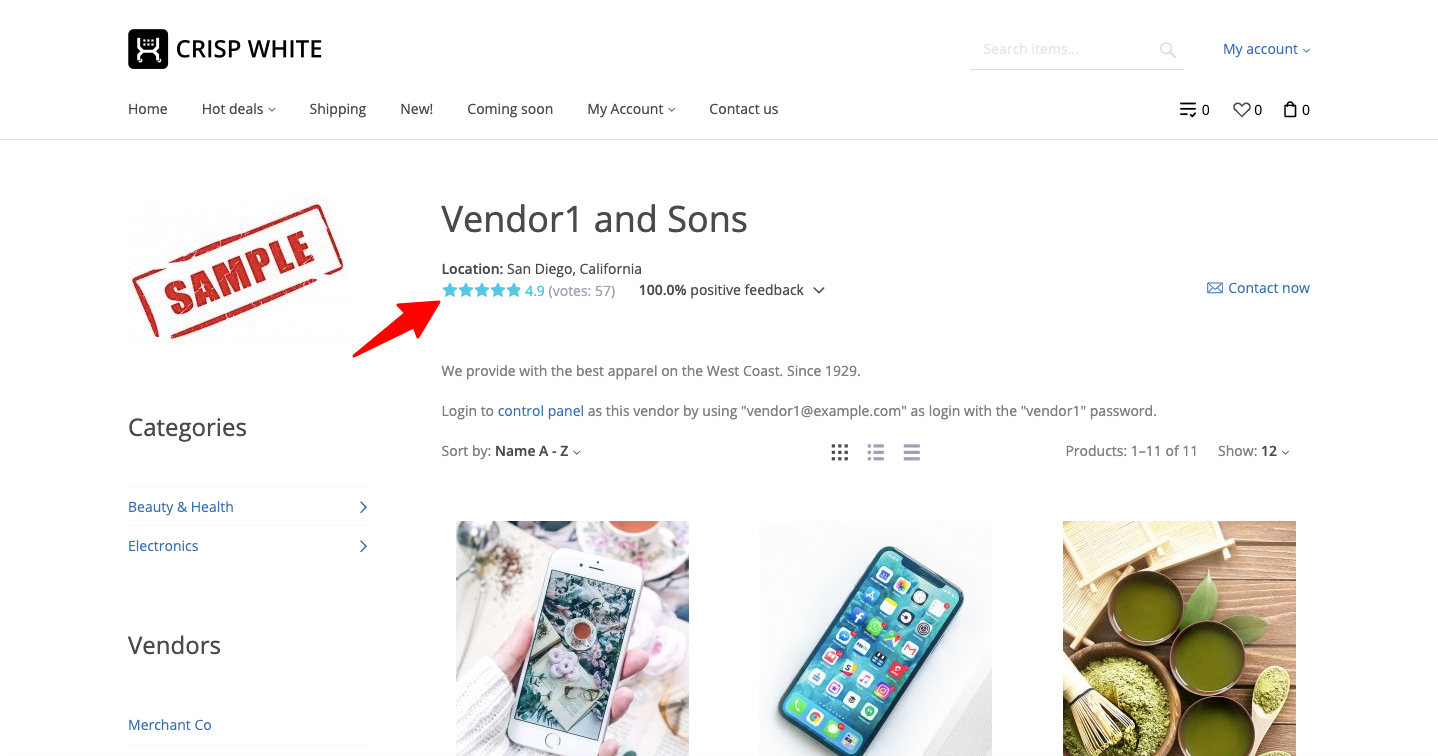 CRISP WHITE
Search items...
My account
Home Hot deals Shipping New! Coming soon My Account Contact us
0 0 0
SAMPLE
Vendor1 and Sons
Location: San Diego, California
4.9 (votes: 57) 100.0% positive feedback
Contact now
We provide with the best apparel on the West Coast. Since 1929.
Login to control panel as this vendor by using "vendor1@example.com" as login with the "vendor1" password.
Sort by: Name A - Z
Products: 1–11 of 11 Show: 12
Categories
Beauty & Health
Electronics
Vendors
Merchant Co